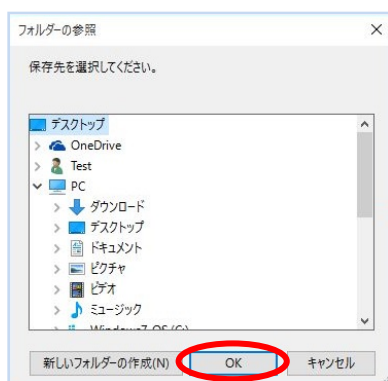 フォルダーの参照
保存先を選択してください。
デスクトップ
OneDrive
Test
PC
ダウンロード
デスクトップ
ドキュメント
ピクチャ
ビデオ
ミュージック
新しいフォルダーの作成(N) OK キャンセル